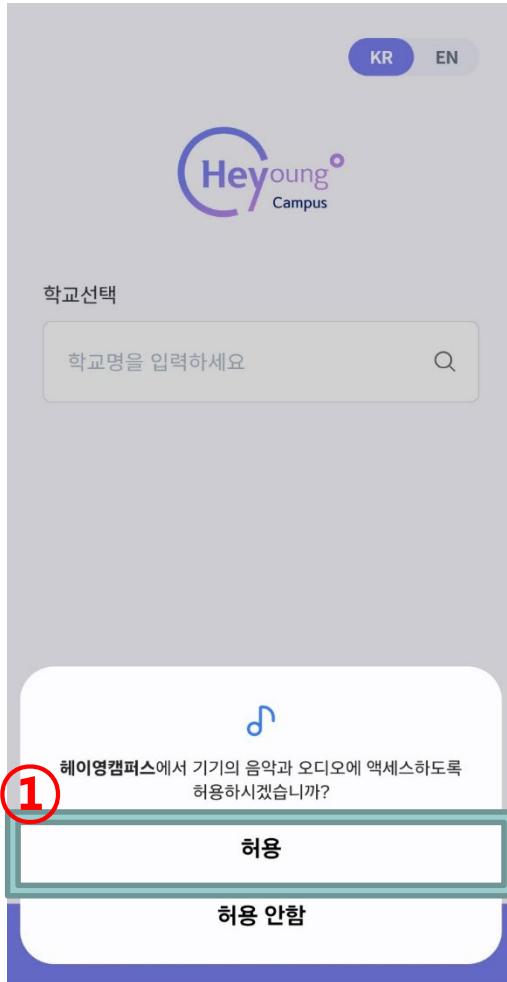 KR EN
Heyoung
Campus
학교선택
학교명을 입력하세요
헤이영캠퍼스에서 기기의 음악과 오디오에 액세스하도록
허용하시겠습니까?
①
허용
허용 안함